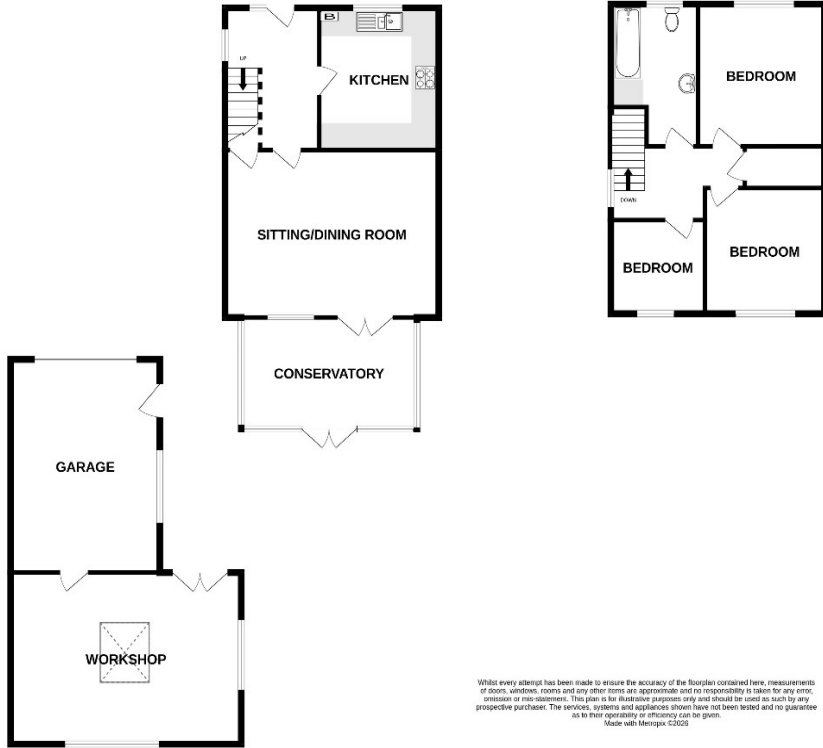 B
UP
KITCHEN
SITTING/DINING ROOM
CONSERVATORY
BEDROOM
DOWN
BEDROOM
BEDROOM
GARAGE
WORKSHOP
Whilst every attempt has been made to ensure the accuracy of the floorplan contained here, measurements
of doors, windows, rooms and any other items are approximate and no responsibility is taken for any error,
omission or mis-statement. This plan is for illustrative purposes only and should be used as such by any
prospective purchaser. The services, systems and appliances shown have not been tested and no guarantee
as to their operability or efficiency can be given.
Made with Metropix ©2026